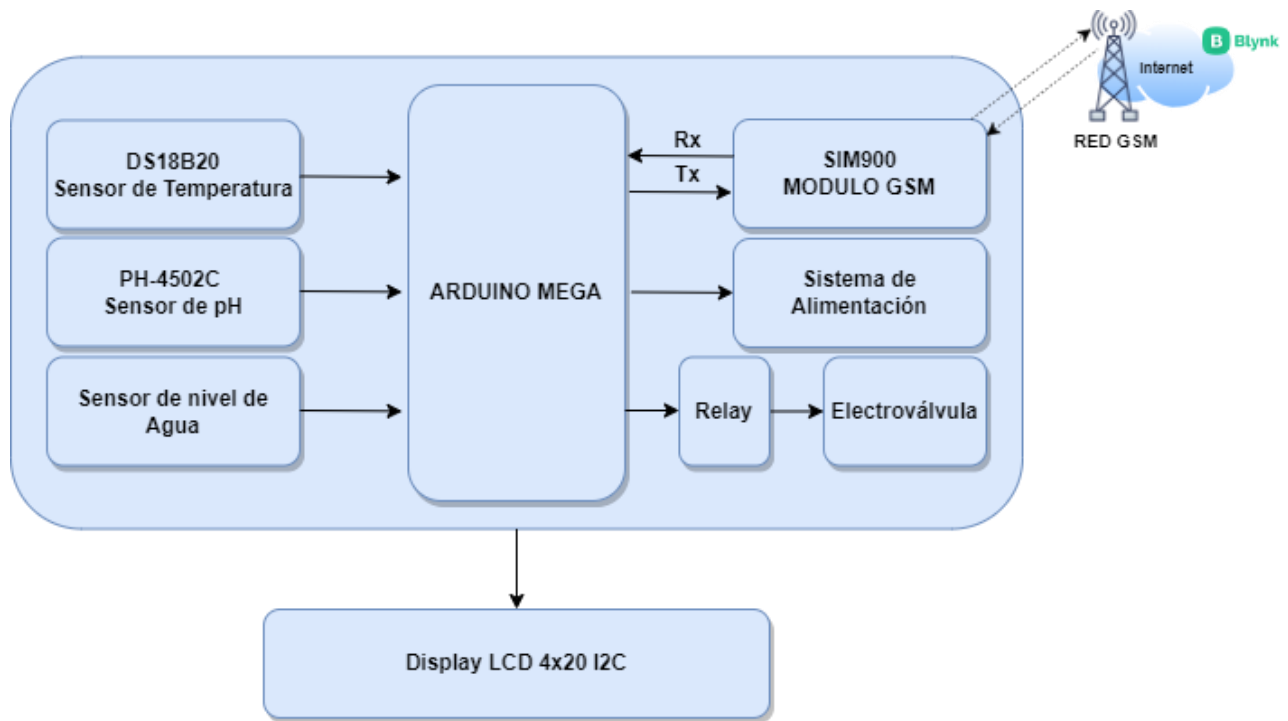 B Blynk
Internet
RED GSM
DS18B20
Sensor de Temperatura
PH-4502C
Sensor de pH
Sensor de nivel de
Agua
ARDUINO MEGA
Rx
Tx
SIM900
MODULO GSM
Sistema de
Alimentación
Relay
Electroválvula
Display LCD 4x20 I2C